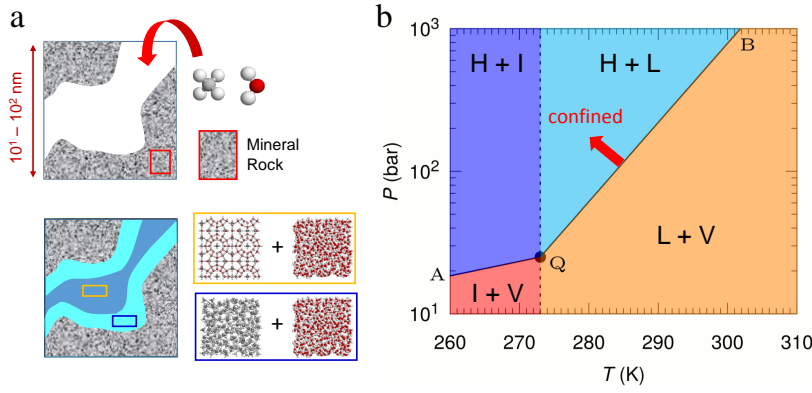 a
10¹ – 10² nm
Mineral
Rock
+
+
b
P (bar)
10³
10²
10¹
H + I
H + L
B
confined
L + V
A
Q
I + V
260
270
280
290
300
310
T (K)